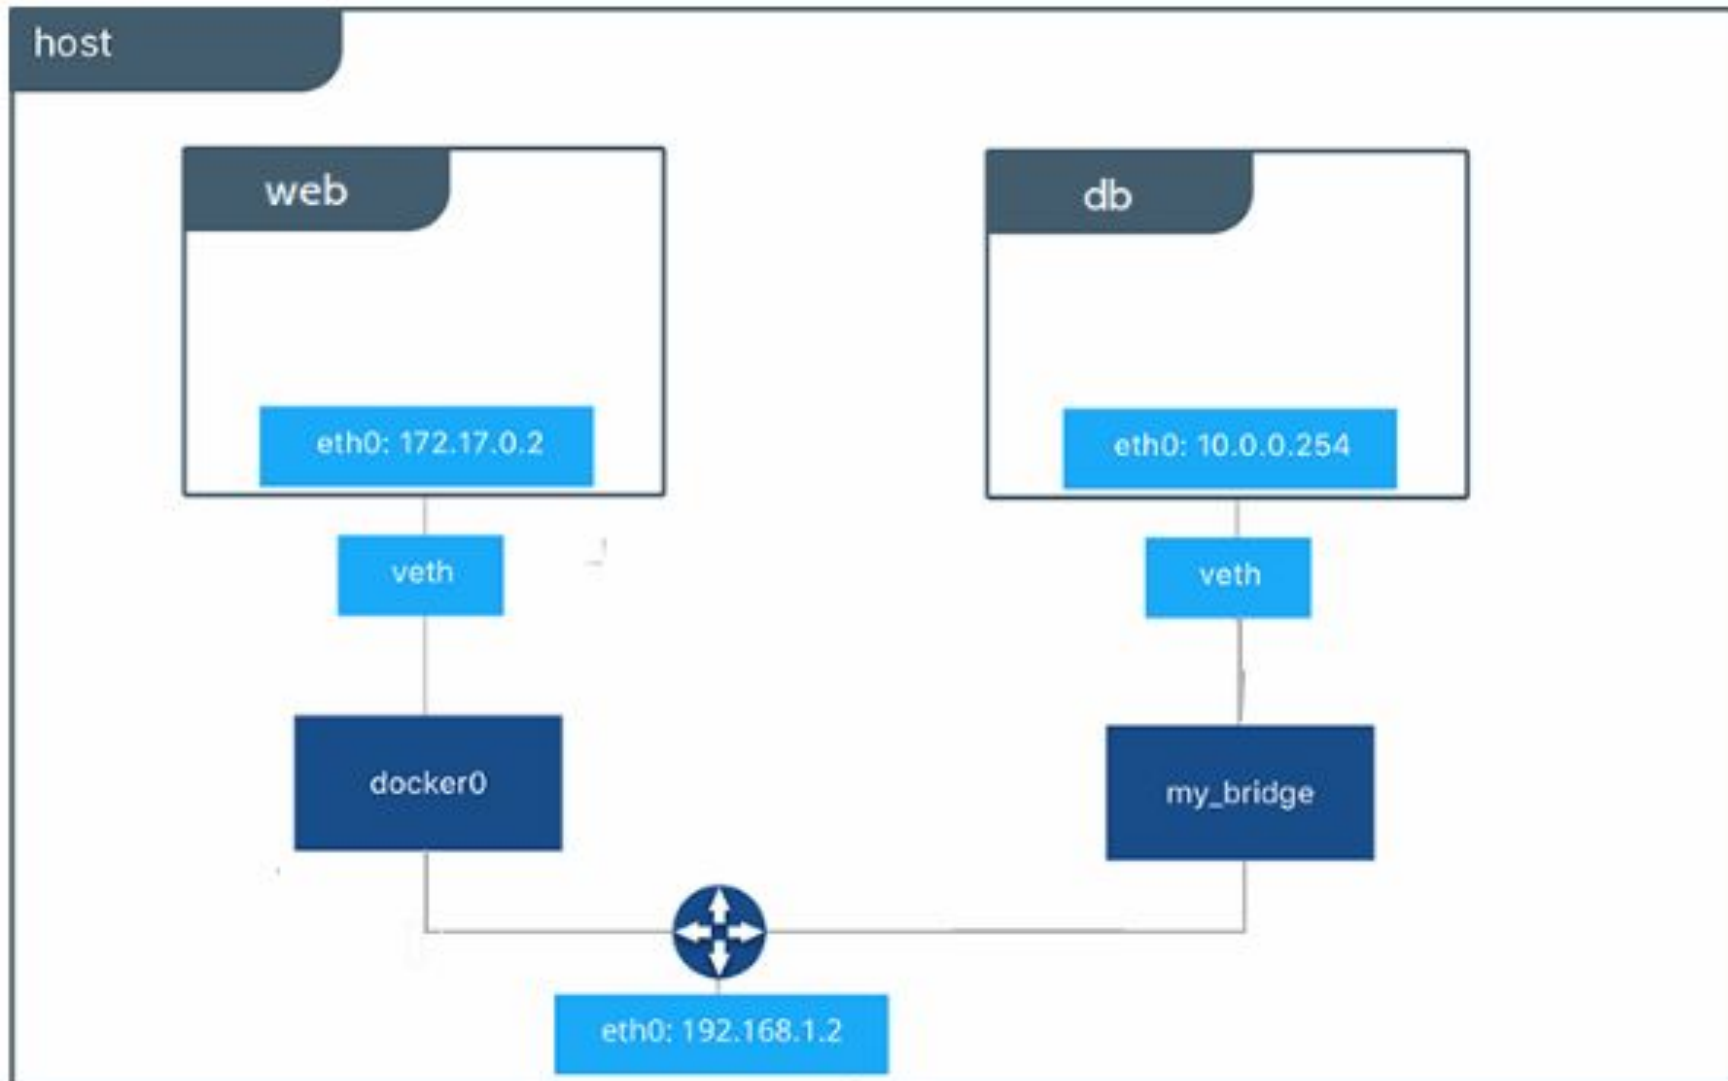 host
web
db
eth0: 172.17.0.2
eth0: 10.0.0.254
veth
veth
docker0
my_bridge
eth0: 192.168.1.2